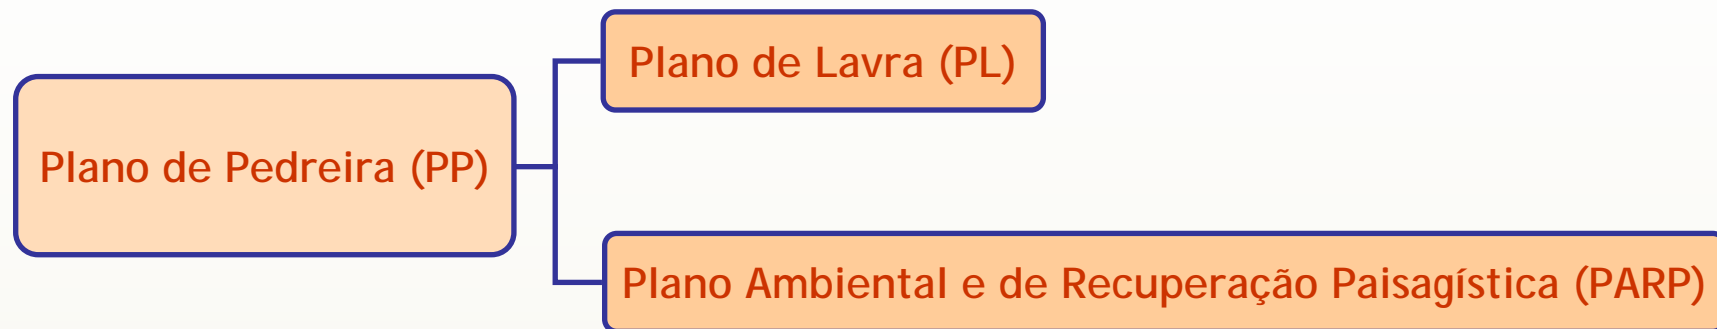 Plano de Lavra (PL)
Plano de Pedreira (PP)
Plano Ambiental e de Recuperação Paisagística (PARP)